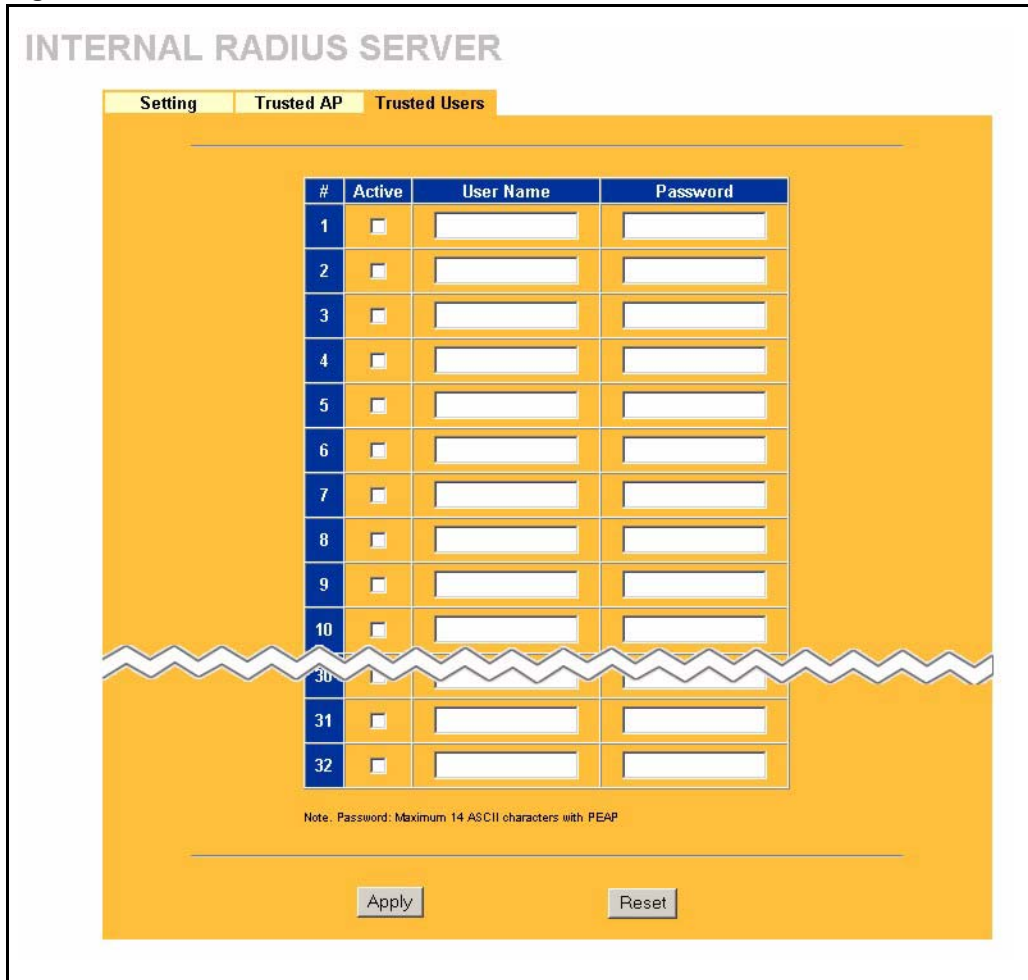 INTERNAL RADIUS SERVER
Setting Trusted AP Trusted Users
# Active User Name Password
1
2
3
4
5
6
7
8
9
10
30
31
32
Note. Password: Maximum 14 ASCII characters with PEAP
Apply Reset